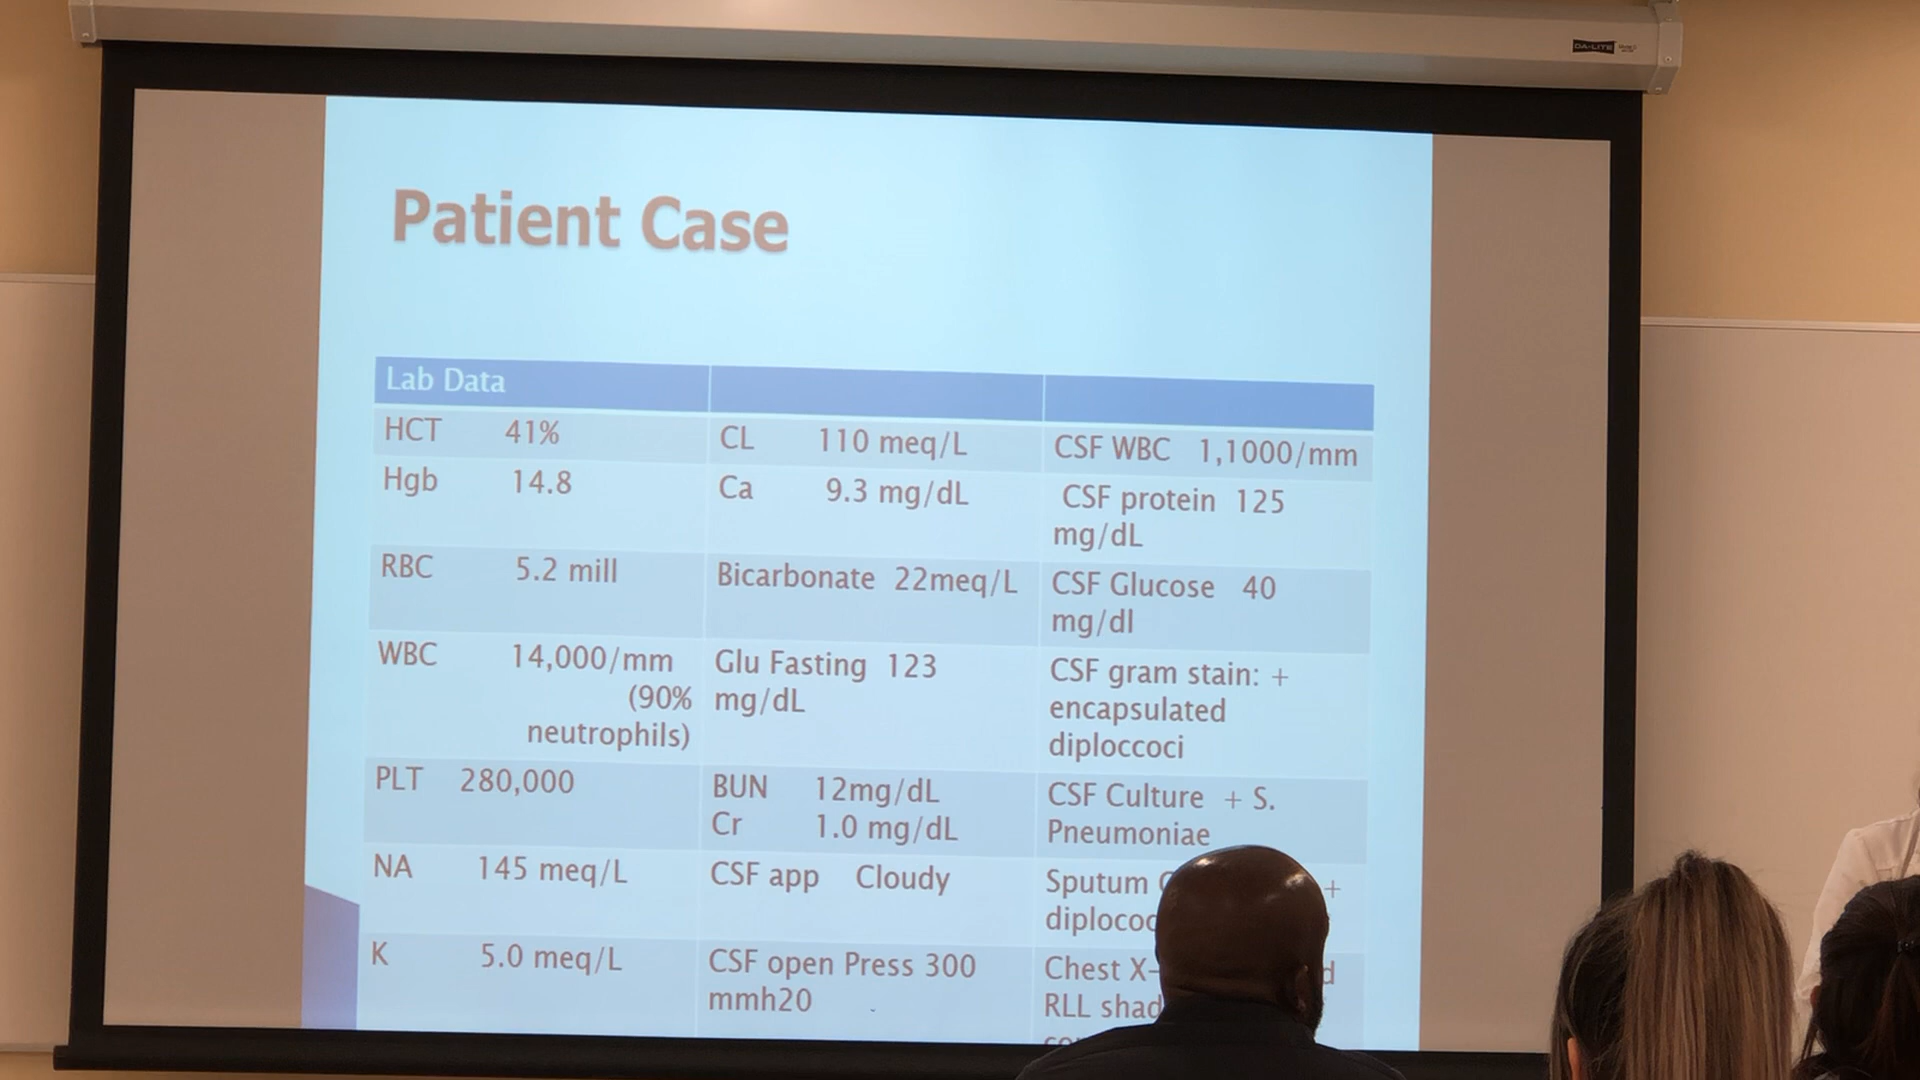 DA-LITE
Patient Case
Lab Data
HCT 41% CL 110 meq/L CSF WBC 1,1000/mm
Hgb 14.8 Ca 9.3 mg/dL CSF protein 125
mg/dL
RBC 5.2 mill Bicarbonate 22meq/L CSF Glucose 40
mg/dl
WBC 14,000/mm Glu Fasting 123 CSF gram stain: +
(90% mg/dL encapsulated
neutrophils) diploccoci
PLT 280,000 BUN 12mg/dL CSF Culture + S.
Cr 1.0 mg/dL Pneumoniae
NA 145 meq/L CSF app Cloudy Sputum +
K 5.0 meq/L CSF open Press 300 Chest
mmh20 RLL